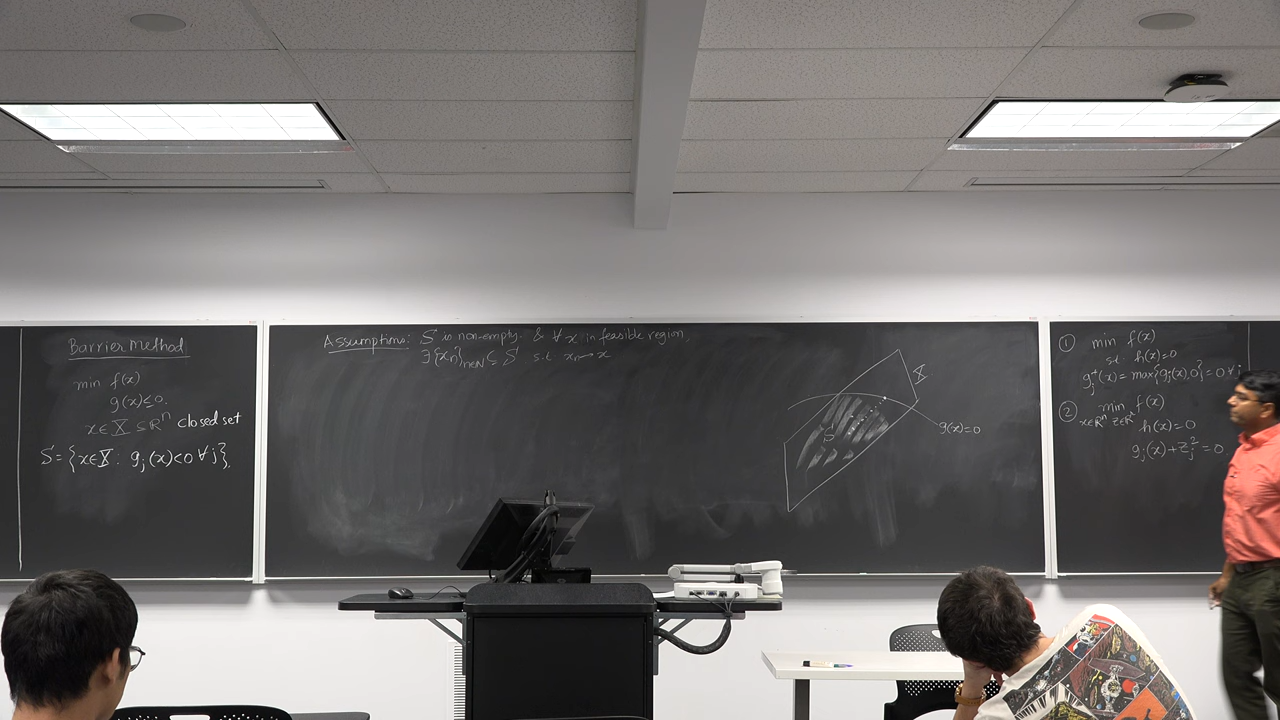 Barrier Method
min f(x)
g(x) ≤ 0.
x ∈ X ⊆ ℝⁿ closed set
S = {x ∈ X : gⱼ(x) < 0 ∀ j}.
Assumptions: S is non-empty & ∀ x in feasible region,
∃ {xₙ}ₙ∈ℕ ⊆ S s.t. xₙ → x
X
S
g(x)=0
① min f(x)
s.t. h(x)=0
gⱼ⁺(x) = max{gⱼ(x),0} = 0 ∀ j
② min f(x)
x∈ℝⁿ z∈ℝʳ
h(x)=0
gⱼ(x)+zⱼ²=0